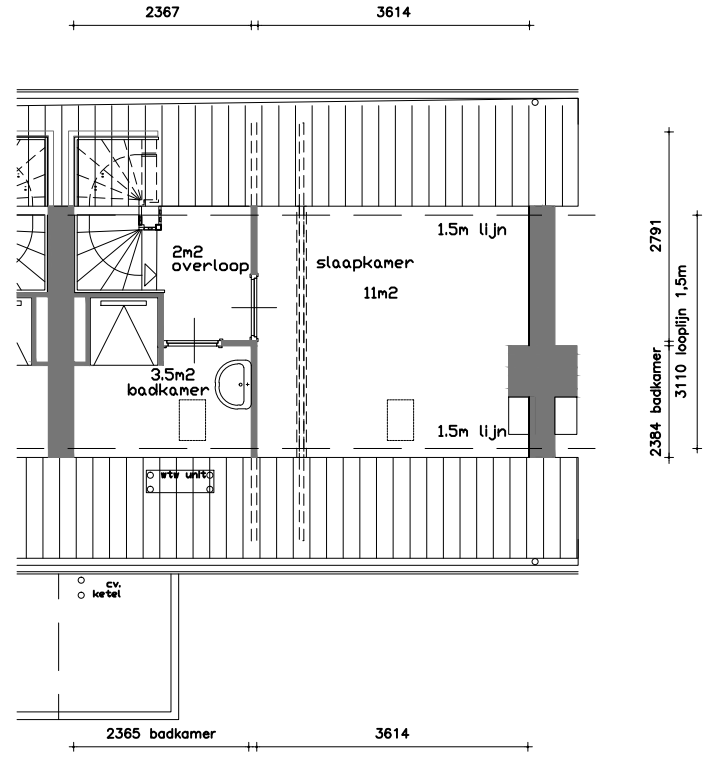 2367
3614
1.5m lijn
2m2
overloop
slaapkamer
11m2
2791
3110 looplijn 1,5m
3.5m2
badkamer
2384 badkamer
1.5m lijn
wtw unit
cv.
ketel
2365 badkamer
3614